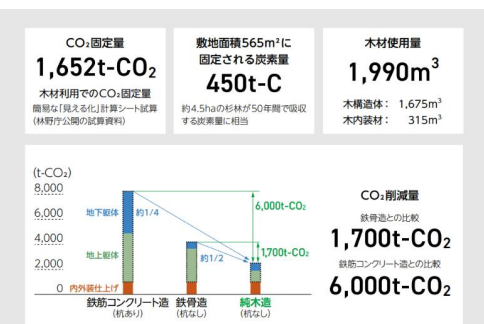 CO₂固定量
1,652t-CO₂
木材利用でのCO₂固定量
簡易な「見える化」計算シート試算
(林野庁公開の試算資料)
敷地面積565m²に
固定される炭素量
450t-C
約4.5haの杉林が50年間で吸収
する炭素量に相当
木材使用量
1,990m³
木構造体: 1,675m³
木内装材: 315m³
(t-CO₂)
8,000
6,000
4,000
2,000
0
地下躯体
地上躯体
内外装仕上げ
約1/4
約1/2
6,000t-CO₂
1,700t-CO₂
鉄筋コンクリート造
(杭あり)
鉄骨造
(杭なし)
純木造
(杭なし)
CO₂削減量
鉄骨造との比較
1,700t-CO₂
鉄筋コンクリート造との比較
6,000t-CO₂